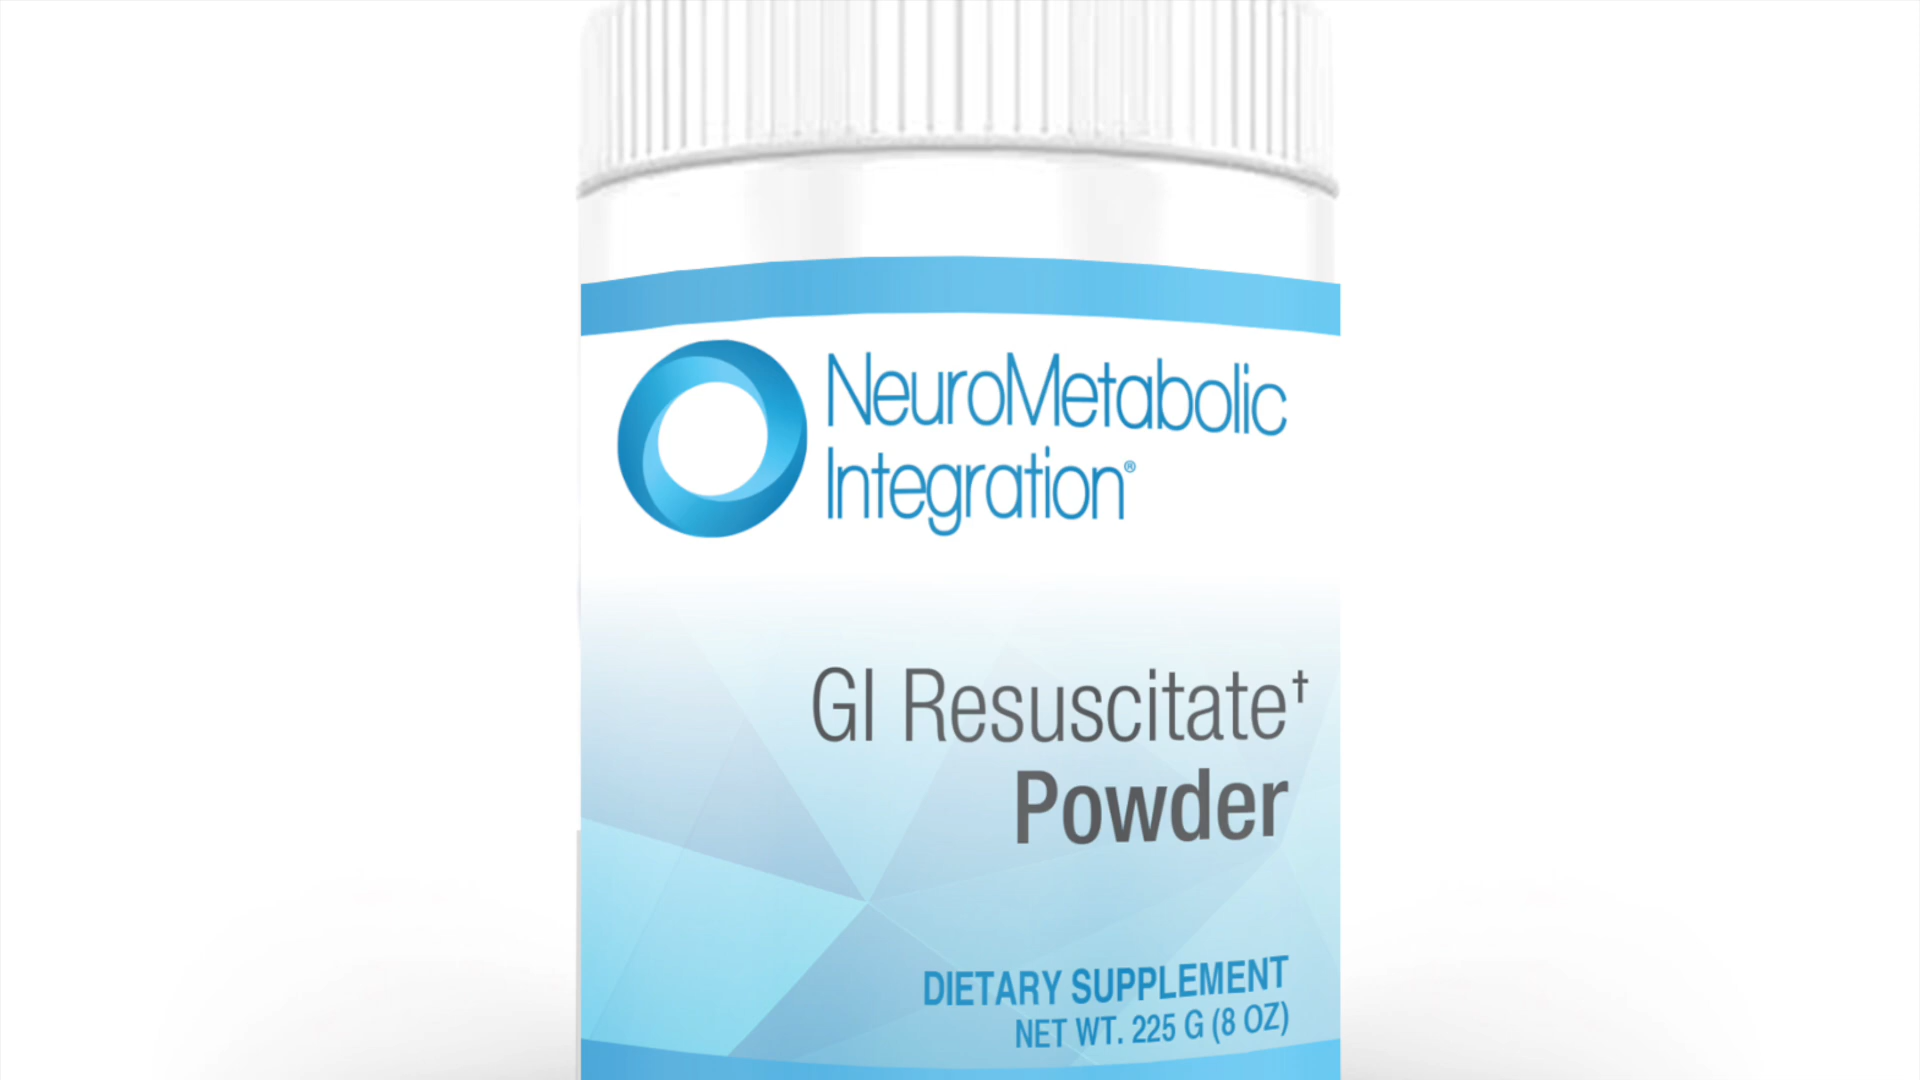 NeuroMetabolic
Integration®
GI Resuscitate†
Powder
DIETARY SUPPLEMENT
NET WT. 225 G (8 OZ)